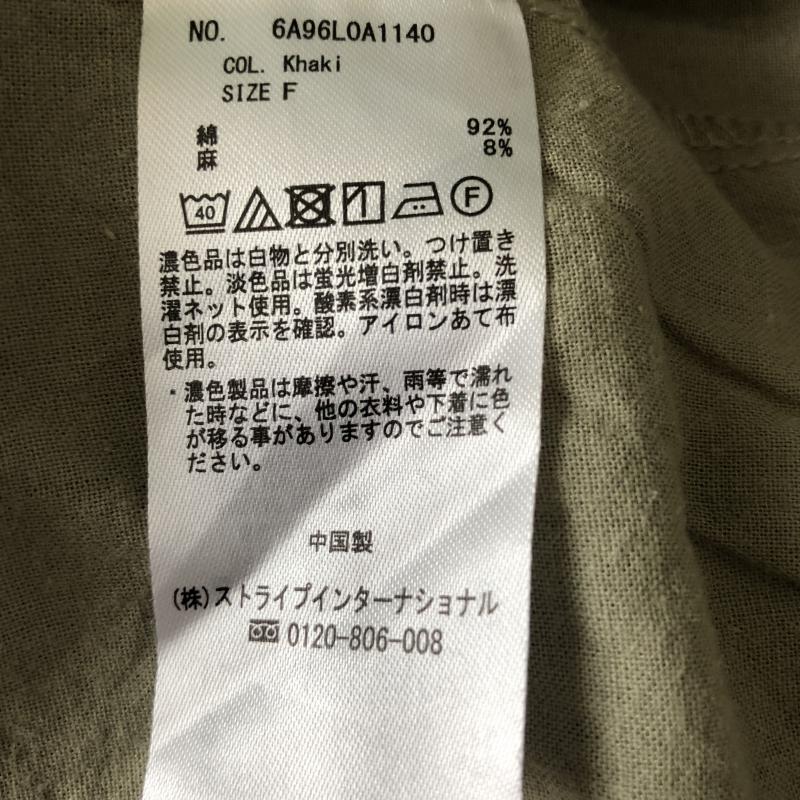 NO. 6A96L0A1140
COL. Khaki
SIZE F
綿 92%
麻 8%
40 F
濃色品は白物と分別洗い。つけ置き
禁止。淡色品は蛍光増白剤禁止。洗
濯ネット使用。酸素系漂白剤時は漂
白剤の表示を確認。アイロンあて布
使用。
・濃色製品は摩擦や汗、雨等で濡れ
た時などに、他の衣料や下着に色
が移る事がありますのでご注意く
ださい。
中国製
(株)ストライプインターナショナル
0120-806-008